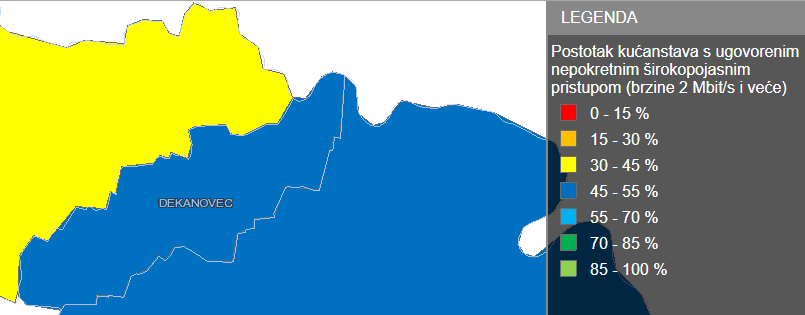 LEGENDA
Postotak kućanstava s ugovorenim
nepokretnim širokopojasnim
pristupom (brzine 2 Mbit/s i veće)
0 - 15 %
15 - 30 %
30 - 45 %
45 - 55 %
55 - 70 %
70 - 85 %
85 - 100 %
DEKANOVEC